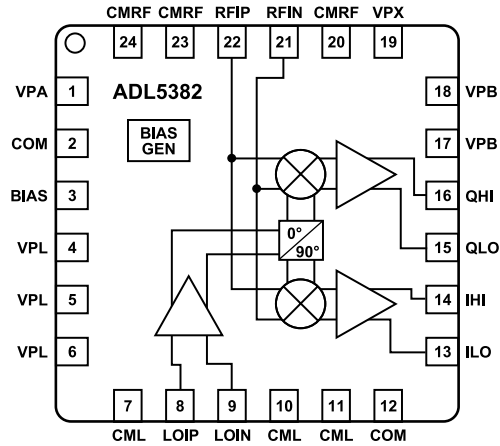 CMRF CMRF RFIP RFIN CMRF VPX
24 23 22 21 20 19
VPA 1 ADL5382 18 VPB
BIAS
GEN
COM 2 17 VPB
BIAS 3 16 QHI
VPL 4 0° 15 QLO
90°
VPL 5 14 IHI
VPL 6 13 ILO
7 8 9 10 11 12
CML LOIP LOIN CML CML COM